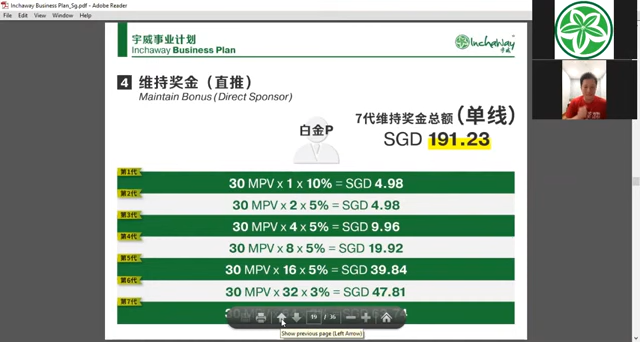 Inchaway Business Plan_Sg.pdf - Adobe Reader
File Edit View Window Help
宇威事业计划
Inchaway Business Plan
Inchaway
宇威
4 维持奖金（直推）
Maintain Bonus (Direct Sponsor)
7代维持奖金总额（单线）
SGD 191.23
白金P
第1代
30 MPV x 1 x 10% = SGD 4.98
第2代
30 MPV x 2 x 5% = SGD 4.98
第3代
30 MPV x 4 x 5% = SGD 9.96
第4代
30 MPV x 8 x 5% = SGD 19.92
第5代
30 MPV x 16 x 5% = SGD 39.84
第6代
30 MPV x 32 x 3% = SGD 47.81
第7代
Show previous page (Left Arrow)